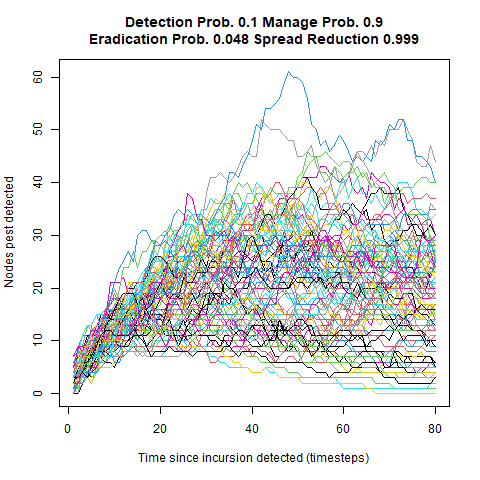 Detection Prob. 0.1 Manage Prob. 0.9
Eradication Prob. 0.048 Spread Reduction 0.999
Nodes pest detected
60
50
40
30
20
10
0
0 20 40 60 80
Time since incursion detected (timesteps)